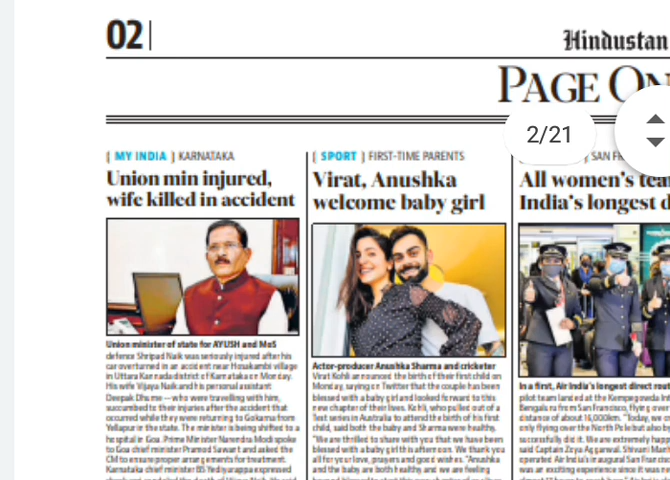 02
Hindustan
PAGE ON
2/21
[ MY INDIA ] KARNATAKA
Union min injured,
wife killed in accident
Union minister of state for AYUSH and MoS
defence Shripad Naik was seriously injured after his
car overturned in an accident near Hosakambi village
in Uttara Kannada district of Karnataka on Monday.
His wife Vijaya Naik and his personal assistant
Deepak Dhume — who were travelling with him,
succumbed to their injuries after the accident that
occurred while they were returning to Gokarna from
Yellapur in the state. The minister is being shifted to a
hospital in Goa. Prime Minister Narendra Modi spoke
to Goa chief minister Pramod Sawant and asked the
CM to ensure proper arrangements for treatment.
Karnataka chief minister BS Yediyurappa expressed
[ SPORT ] FIRST-TIME PARENTS
Virat, Anushka
welcome baby girl
Actor-producer Anushka Sharma and cricketer
Virat Kohli announced the birth of their first child on
Monday, saying on Twitter that the couple has been
blessed with a baby girl and looked forward to this
new chapter of their lives. Kohli, who pulled out of a
Test series in Australia to attend the birth of his first
child, said both the baby and Sharma were healthy.
"We are thrilled to share with you that we have been
blessed with a baby girl this afternoon. We thank you
all for your love, prayers and good wishes. "Anushka
and the baby are both healthy and we are feeling
] SAN FR
All women's tea
India's longest d
In a first, Air India's longest direct rout
pilot team landed at the Kempegowda Int
Bengaluru from San Francisco, flying over
distance of about 16,000km. "Today, we cr
only flying over the North Pole but also by
successfully did it. We are extremely happ
said Captain Zoya Aggarwal. Shivani Manh
operated Air India's inaugural San Francisc
was an exciting experience since it was ne